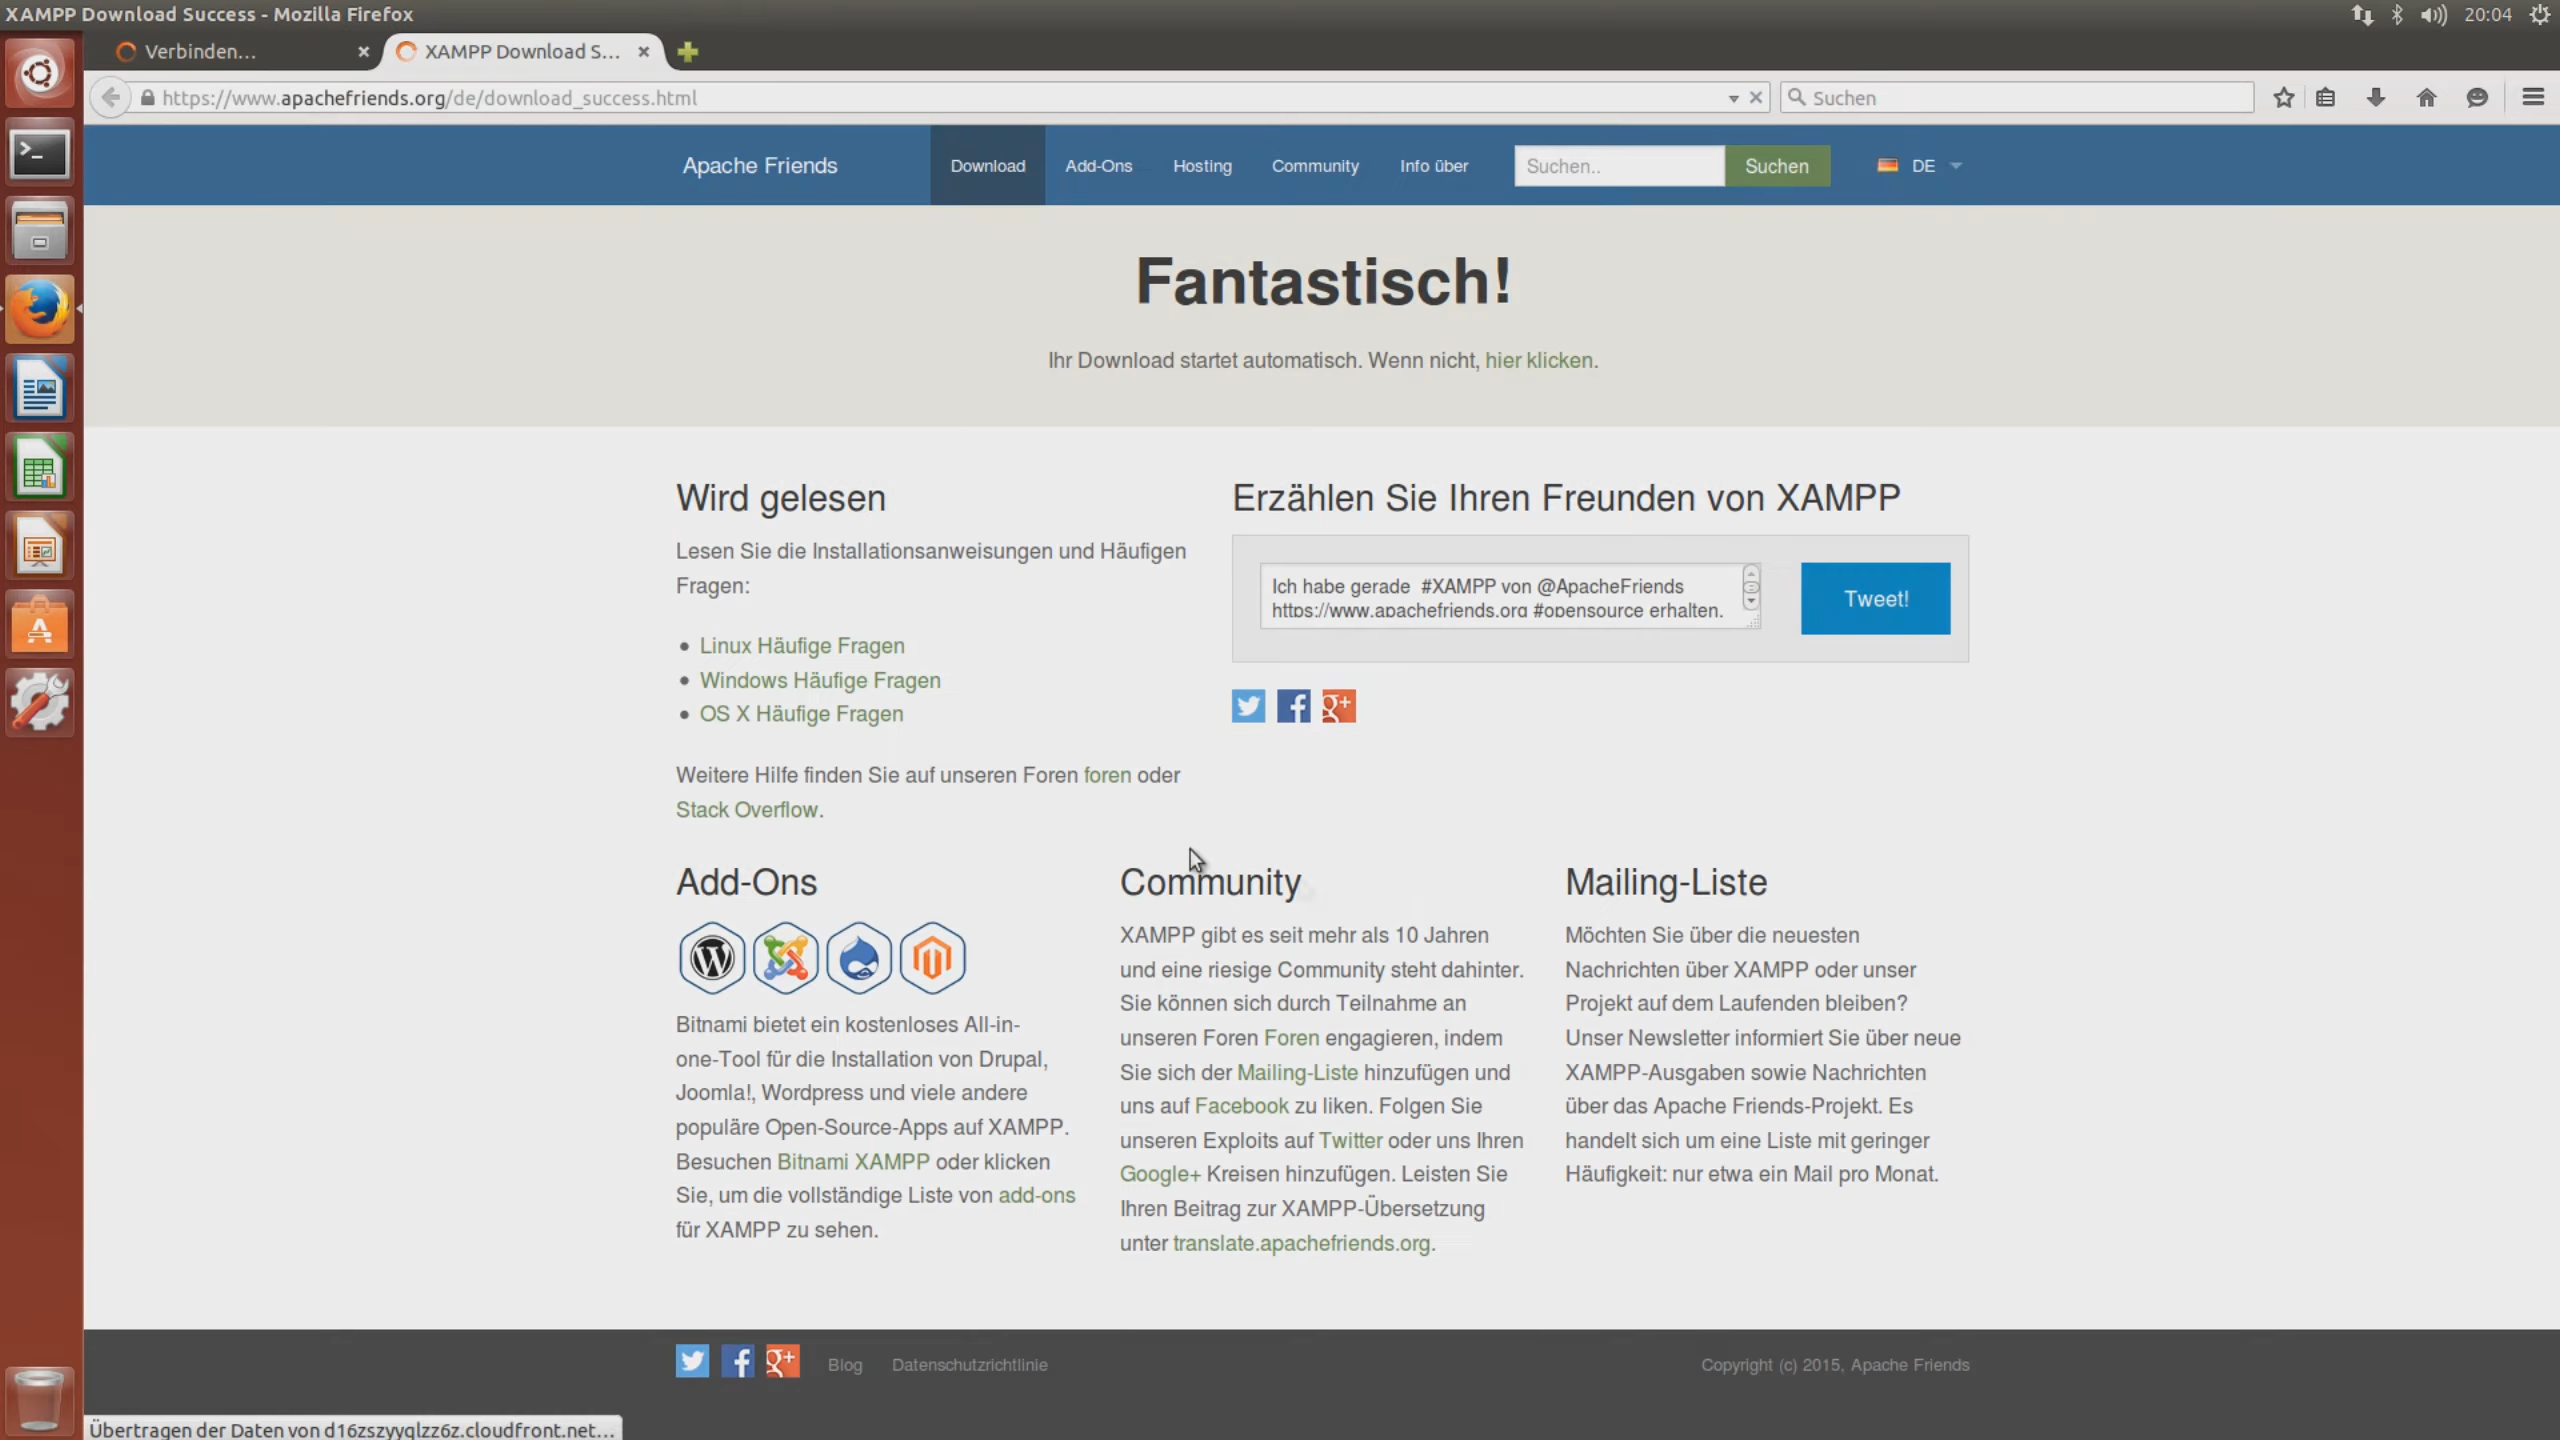 XAMPP Download Success - Mozilla Firefox
20:04
Verbinden...
XAMPP Download S...
https://www.apachefriends.org/de/download_success.html
Suchen
Apache Friends
Download
Add-Ons
Hosting
Community
Info über
Suchen..
Suchen
DE
Fantastisch!
Ihr Download startet automatisch. Wenn nicht, hier klicken.
Wird gelesen
Lesen Sie die Installationsanweisungen und Häufigen
Fragen:
Linux Häufige Fragen
Windows Häufige Fragen
OS X Häufige Fragen
Weitere Hilfe finden Sie auf unseren Foren foren oder
Stack Overflow.
Erzählen Sie Ihren Freunden von XAMPP
Ich habe gerade #XAMPP von @ApacheFriends
https://www.apachefriends.org #opensource erhalten.
Tweet!
Add-Ons
Bitnami bietet ein kostenloses All-in-
one-Tool für die Installation von Drupal,
Joomla!, Wordpress und viele andere
populäre Open-Source-Apps auf XAMPP.
Besuchen Bitnami XAMPP oder klicken
Sie, um die vollständige Liste von add-ons
für XAMPP zu sehen.
Community
XAMPP gibt es seit mehr als 10 Jahren
und eine riesige Community steht dahinter.
Sie können sich durch Teilnahme an
unseren Foren Foren engagieren, indem
Sie sich der Mailing-Liste hinzufügen und
uns auf Facebook zu liken. Folgen Sie
unseren Exploits auf Twitter oder uns Ihren
Google+ Kreisen hinzufügen. Leisten Sie
Ihren Beitrag zur XAMPP-Übersetzung
unter translate.apachefriends.org.
Mailing-Liste
Möchten Sie über die neuesten
Nachrichten über XAMPP oder unser
Projekt auf dem Laufenden bleiben?
Unser Newsletter informiert Sie über neue
XAMPP-Ausgaben sowie Nachrichten
über das Apache Friends-Projekt. Es
handelt sich um eine Liste mit geringer
Häufigkeit: nur etwa ein Mail pro Monat.
Blog
Datenschutzrichtlinie
Copyright (c) 2015, Apache Friends
Übertragen der Daten von d16zszyyqlzz6z.cloudfront.net...